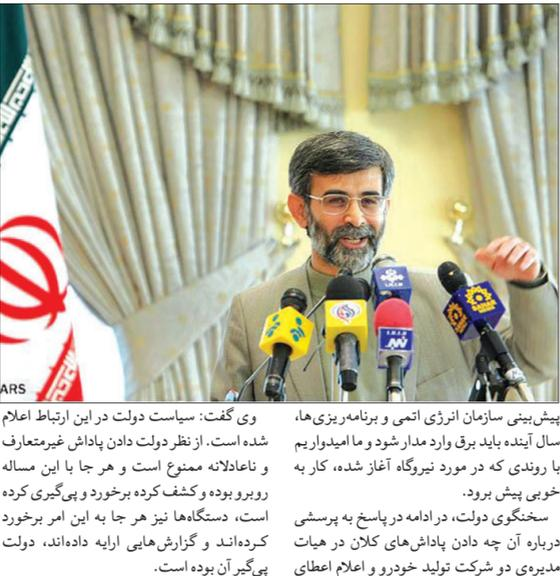 ARS
پیش‌بینی سازمان انرژی اتمی و برنامه‌ریزی‌ها،
سال آینده باید برق وارد مدار شود و ما امیدواریم
با روندی که در مورد نیروگاه آغاز شده، کار به
خوبی پیش برود.
سخنگوی دولت، در ادامه در پاسخ به پرسشی
درباره آن چه دادن پاداش‌های کلان در هیات
مدیره‌ی دو شرکت تولید خودرو و اعلام اعطای
وی گفت: سیاست دولت در این ارتباط اعلام
شده است. از نظر دولت دادن پاداش غیرمتعارف
و ناعادلانه ممنوع است و هر جا با این مساله
روبرو بوده و کشف کرده برخورد و پی‌گیری کرده
است، دستگاه‌ها نیز هر جا به این امر برخورد
کرده‌اند و گزارش‌هایی ارایه داده‌اند، دولت
پی‌گیر آن بوده است.